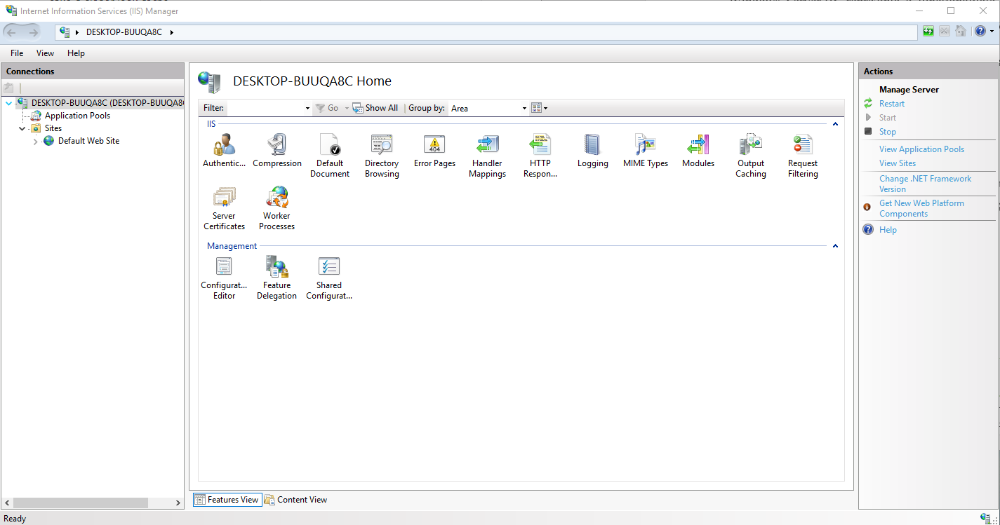 Internet Information Services (IIS) Manager
DESKTOP-BUUQA8C
File View Help
Connections
DESKTOP-BUUQA8C (DESKTOP-BUUQA8
Application Pools
Sites
Default Web Site
DESKTOP-BUUQA8C Home
Filter: Go Show All Group by: Area
IIS
Authentic...
Compression
Default
Document
Directory
Browsing
Error Pages
404
Handler
Mappings
HTTP
Respon...
Logging
MIME Types
Modules
Output
Caching
Request
Filtering
Server
Certificates
Worker
Processes
Management
Configurat...
Editor
Feature
Delegation
Shared
Configurat...
Features View
Content View
Actions
Manage Server
Restart
Start
Stop
View Application Pools
View Sites
Change .NET Framework
Version
Get New Web Platform
Components
Help
Ready